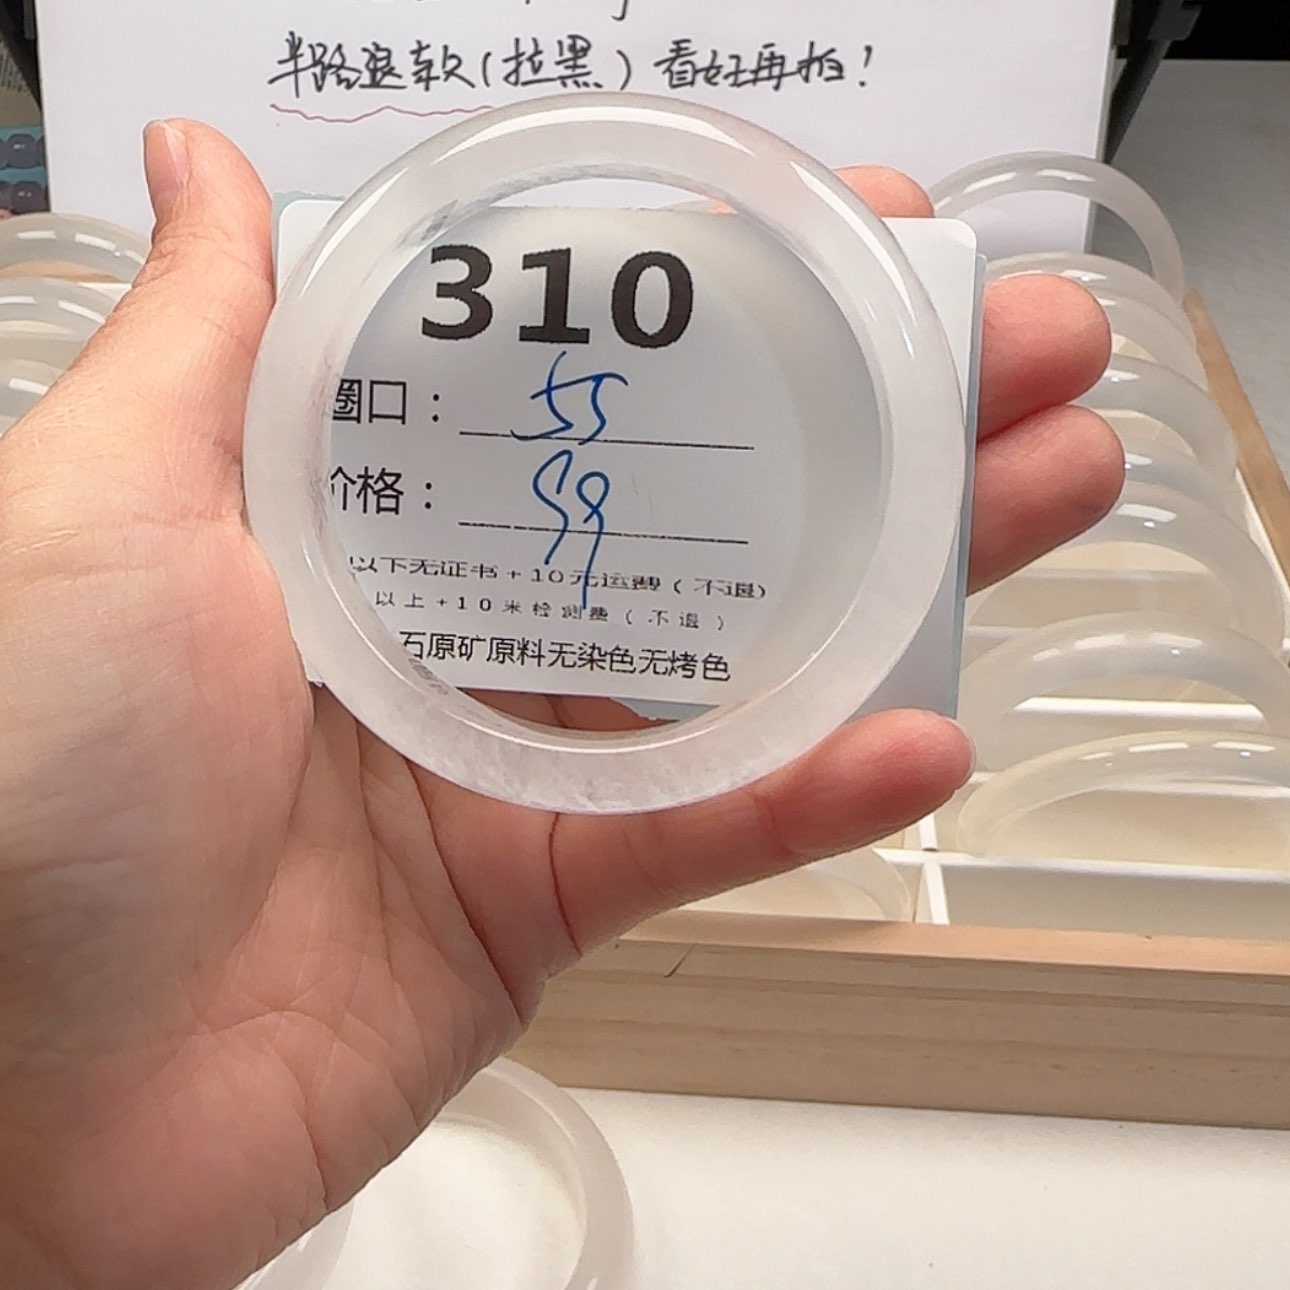 半路退款（拉黑）看好再拍！
310
圈口：55
价格：59
以下无证书+10元运费（不退）
以上+10米检测费（不退）
石原矿原料无染色无烤色